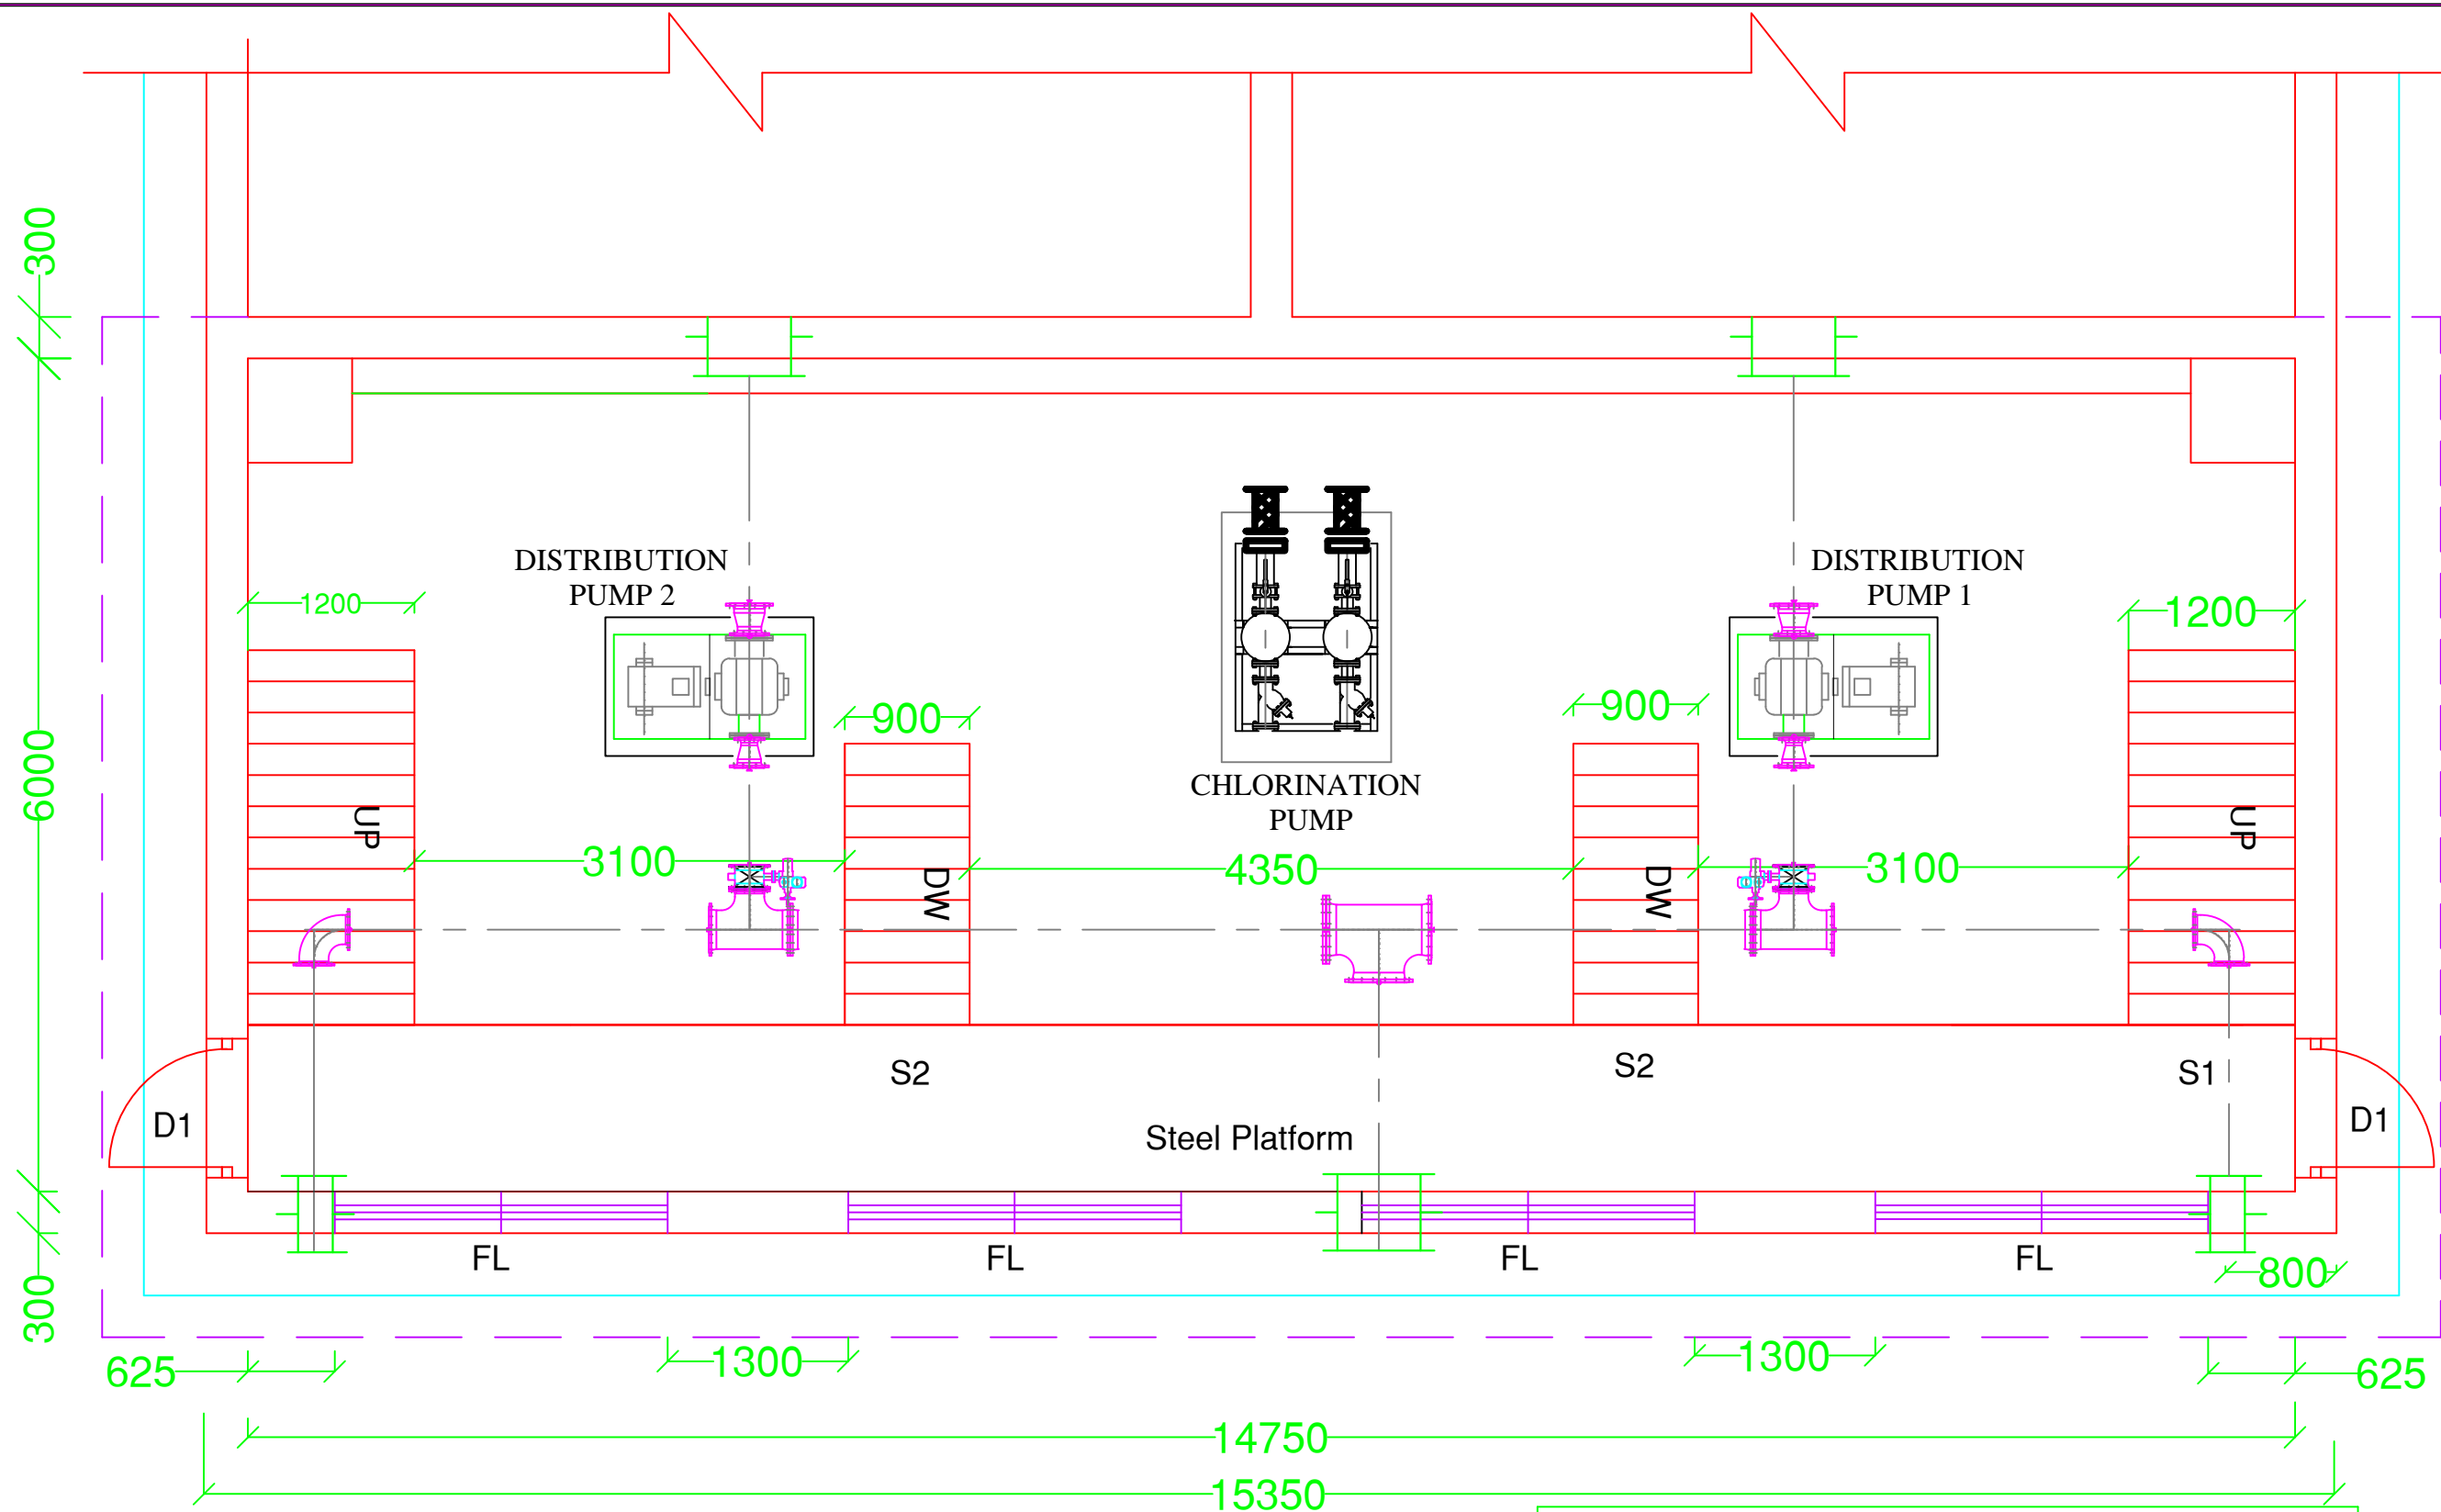 300
DISTRIBUTION
PUMP 2
DISTRIBUTION
PUMP 1
1200
1200
900
900
6000
CHLORINATION
PUMP
UP
UP
3100
4350
3100
DW
DW
S2
S2
S1
D1
D1
Steel Platform
FL
FL
FL
FL
800
300
625
1300
1300
625
14750
15350